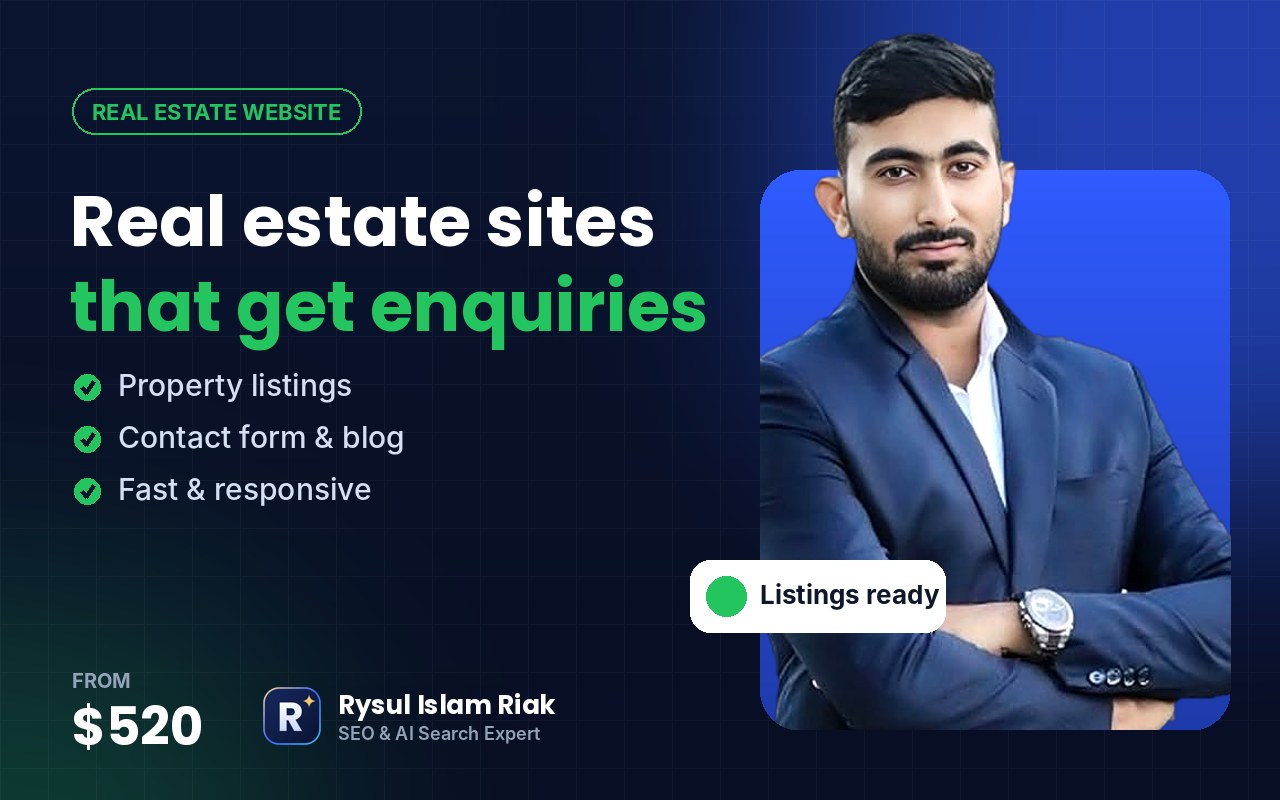 REAL ESTATE WEBSITE
Real estate sites
that get enquiries
Property listings
Contact form & blog
Fast & responsive
Listings ready
FROM
$520
R
Rysul Islam Riak
SEO & AI Search Expert